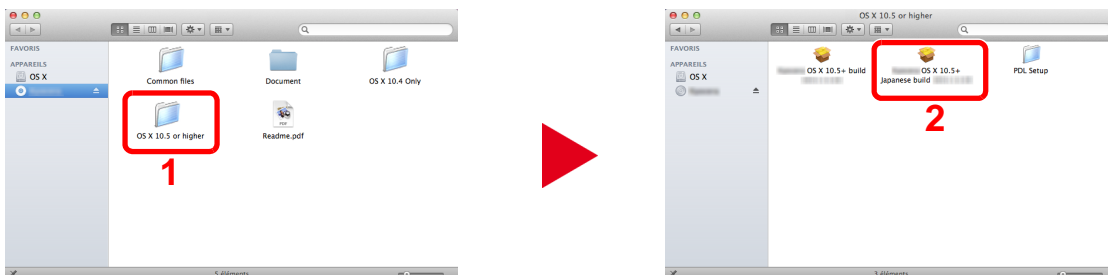 FAVORIS
APPAREILS
OS X
Common files
Document
OS X 10.4 Only
OS X 10.5 or higher
PDF
Readme.pdf
1
5 éléments
OS X 10.5 or higher
FAVORIS
APPAREILS
OS X
OS X 10.5+ build
OS X 10.5+
Japanese build
PDL Setup
2
3 éléments